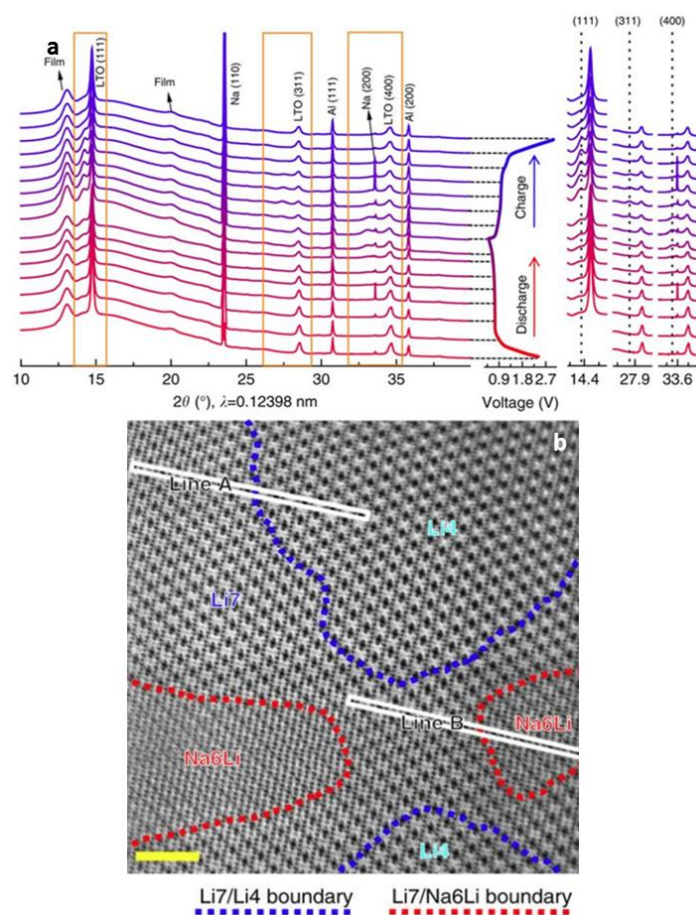 a
Film
LTO (111)
Film
Na (110)
LTO (311)
Al (111)
Na (200)
LTO (400)
Al (200)
Charge
Discharge
(111)
(311)
(400)
10 15 20 25 30 35
0.9 1.8 2.7
14.4
27.9
33.6
2θ (°), λ=0.12398 nm
Voltage (V)
b
Line A
Li4
Li7
Line B
Na6Li
Na6Li
Li4
Li7/Li4 boundary
Li7/Na6Li boundary